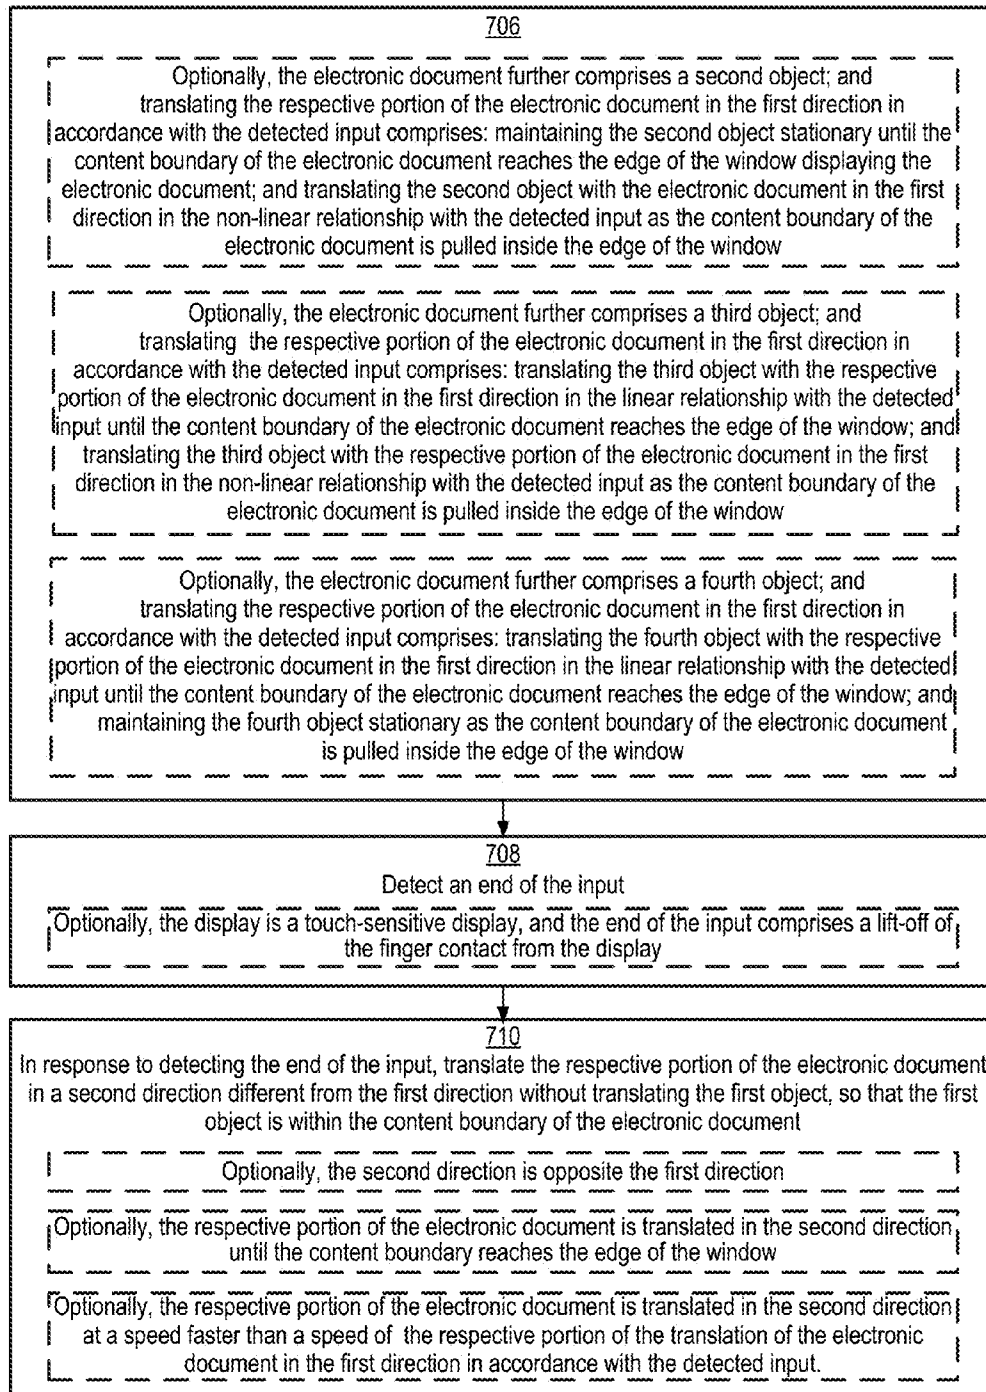 706
Optionally, the electronic document further comprises a second object; and
translating the respective portion of the electronic document in the first direction in
accordance with the detected input comprises: maintaining the second object stationary until the
content boundary of the electronic document reaches the edge of the window displaying the
electronic document; and translating the second object with the electronic document in the first
direction in the non-linear relationship with the detected input as the content boundary of the
electronic document is pulled inside the edge of the window
Optionally, the electronic document further comprises a third object; and
translating the respective portion of the electronic document in the first direction in
accordance with the detected input comprises: translating the third object with the respective
portion of the electronic document in the first direction in the linear relationship with the detected
input until the content boundary of the electronic document reaches the edge of the window; and
translating the third object with the respective portion of the electronic document in the first
direction in the non-linear relationship with the detected input as the content boundary of the
electronic document is pulled inside the edge of the window
Optionally, the electronic document further comprises a fourth object; and
translating the respective portion of the electronic document in the first direction in
accordance with the detected input comprises: translating the fourth object with the respective
portion of the electronic document in the first direction in the linear relationship with the detected
input until the content boundary of the electronic document reaches the edge of the window; and
maintaining the fourth object stationary as the content boundary of the electronic document
is pulled inside the edge of the window
708
Detect an end of the input
Optionally, the display is a touch-sensitive display, and the end of the input comprises a lift-off of
the finger contact from the display
710
In response to detecting the end of the input, translate the respective portion of the electronic document
in a second direction different from the first direction without translating the first object, so that the first
object is within the content boundary of the electronic document
Optionally, the second direction is opposite the first direction
Optionally, the respective portion of the electronic document is translated in the second direction
until the content boundary reaches the edge of the window
Optionally, the respective portion of the electronic document is translated in the second direction
at a speed faster than a speed of the respective portion of the translation of the electronic
document in the first direction in accordance with the detected input.